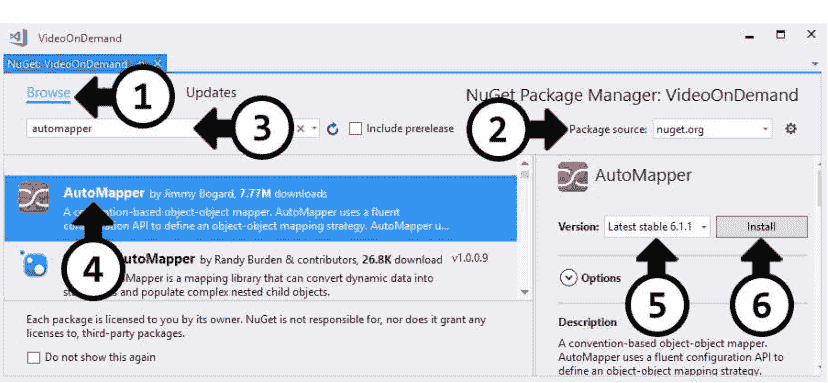 VideoOnDemand
NuGet: VideoOnDemand
Browse
Updates
NuGet Package Manager: VideoOnDemand
1
2
3
automapper
Include prerelease
Package source: nuget.org
AutoMapper by Jimmy Bogard, 7.77M downloads
A convention-based object-object mapper. AutoMapper uses a fluent
configuration API to define an object-object mapping strategy. AutoMapper u...
4
AutoMapper by Randy Burden & contributors, 26.8K download v1.0.0.9
Mapper is a mapping library that can convert dynamic data into
and populate complex nested child objects.
Each package is licensed to you by its owner. NuGet is not responsible for, nor does it grant any
licenses to, third-party packages.
Do not show this again
AutoMapper
Version: Latest stable 6.1.1
Install
Options
5
6
Description
A convention-based object-object mapper.
AutoMapper uses a fluent configuration API to
define an object-object mapping strategy.